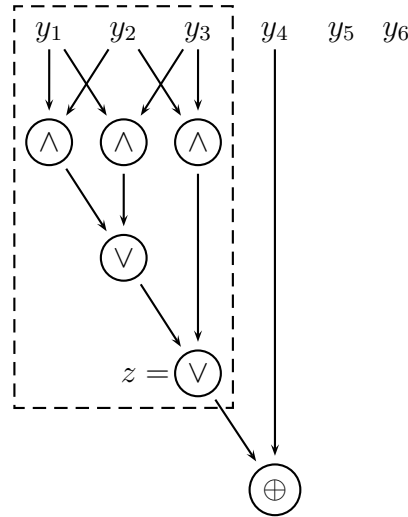 y₁ y₂ y₃ y₄ y₅ y₆
∧ ∧ ∧
∨
z = ∨
⊕